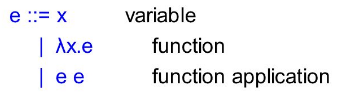 e ::= x variable
| λx.e function
| e e function application